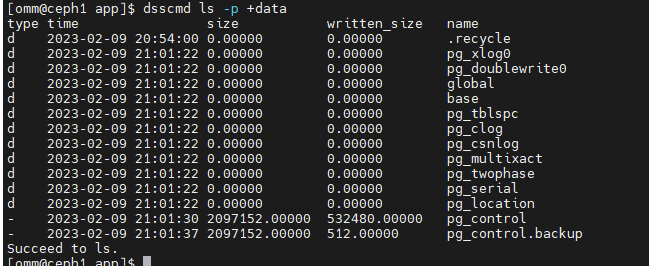 [omm@ceph1 app]$ dsscmd ls -p +data
type time size written_size name
d 2023-02-09 20:54:00 0.00000 0.00000 .recycle
d 2023-02-09 21:01:22 0.00000 0.00000 pg_xlog0
d 2023-02-09 21:01:22 0.00000 0.00000 pg_doublewrite0
d 2023-02-09 21:01:22 0.00000 0.00000 global
d 2023-02-09 21:01:22 0.00000 0.00000 base
d 2023-02-09 21:01:22 0.00000 0.00000 pg_tblspc
d 2023-02-09 21:01:22 0.00000 0.00000 pg_clog
d 2023-02-09 21:01:22 0.00000 0.00000 pg_csnlog
d 2023-02-09 21:01:22 0.00000 0.00000 pg_multixact
d 2023-02-09 21:01:22 0.00000 0.00000 pg_twophase
d 2023-02-09 21:01:22 0.00000 0.00000 pg_serial
d 2023-02-09 21:01:22 0.00000 0.00000 pg_location
- 2023-02-09 21:01:30 2097152.00000 532480.00000 pg_control
- 2023-02-09 21:01:37 2097152.00000 512.00000 pg_control.backup
Succeed to ls.
[omm@ceph1 app]$